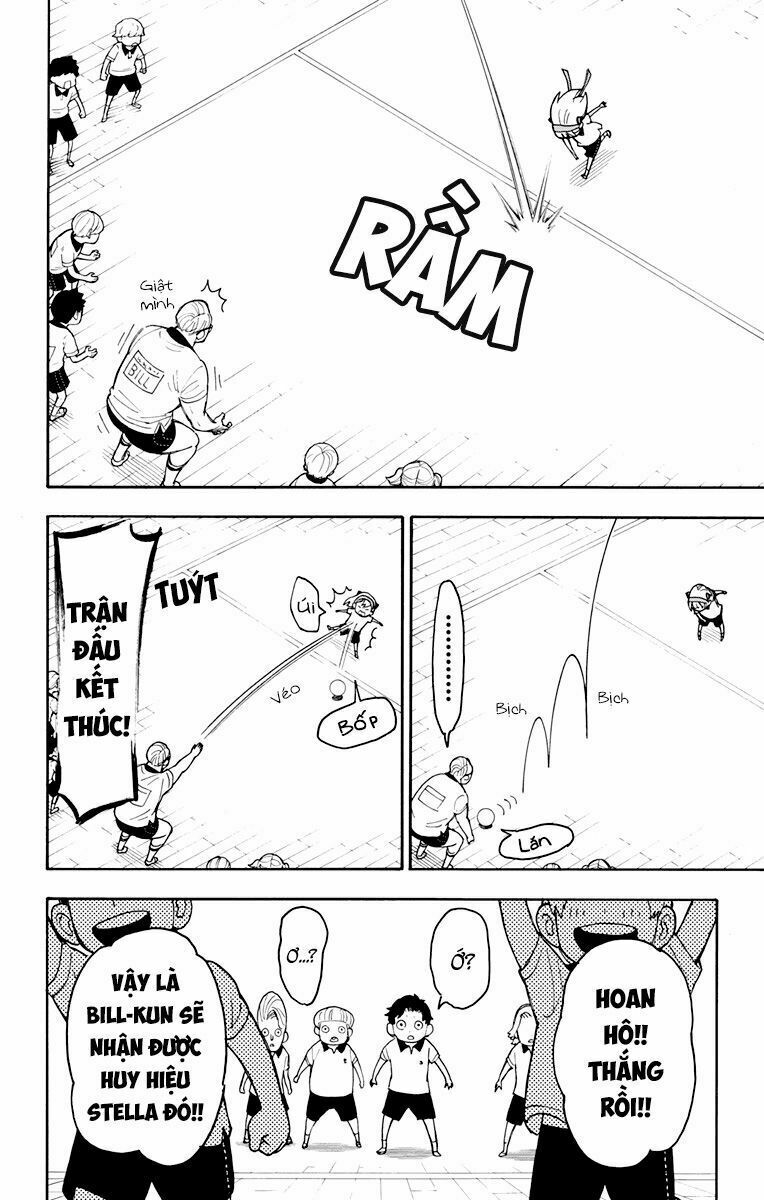 RẦM
Giật
mình
BILL
.........
Bịch
Bịch
Lăn
Úi
Véo
BỐP
TUÝT
TRẬN
ĐẤU
KẾT
THÚC!
HOAN
HÔ!!
THẮNG
RỒI!!
Ớ?
Ơ...?
VẬY LÀ
BILL-KUN SẼ
NHẬN ĐƯỢC
HUY HIỆU
STELLA ĐÓ!!